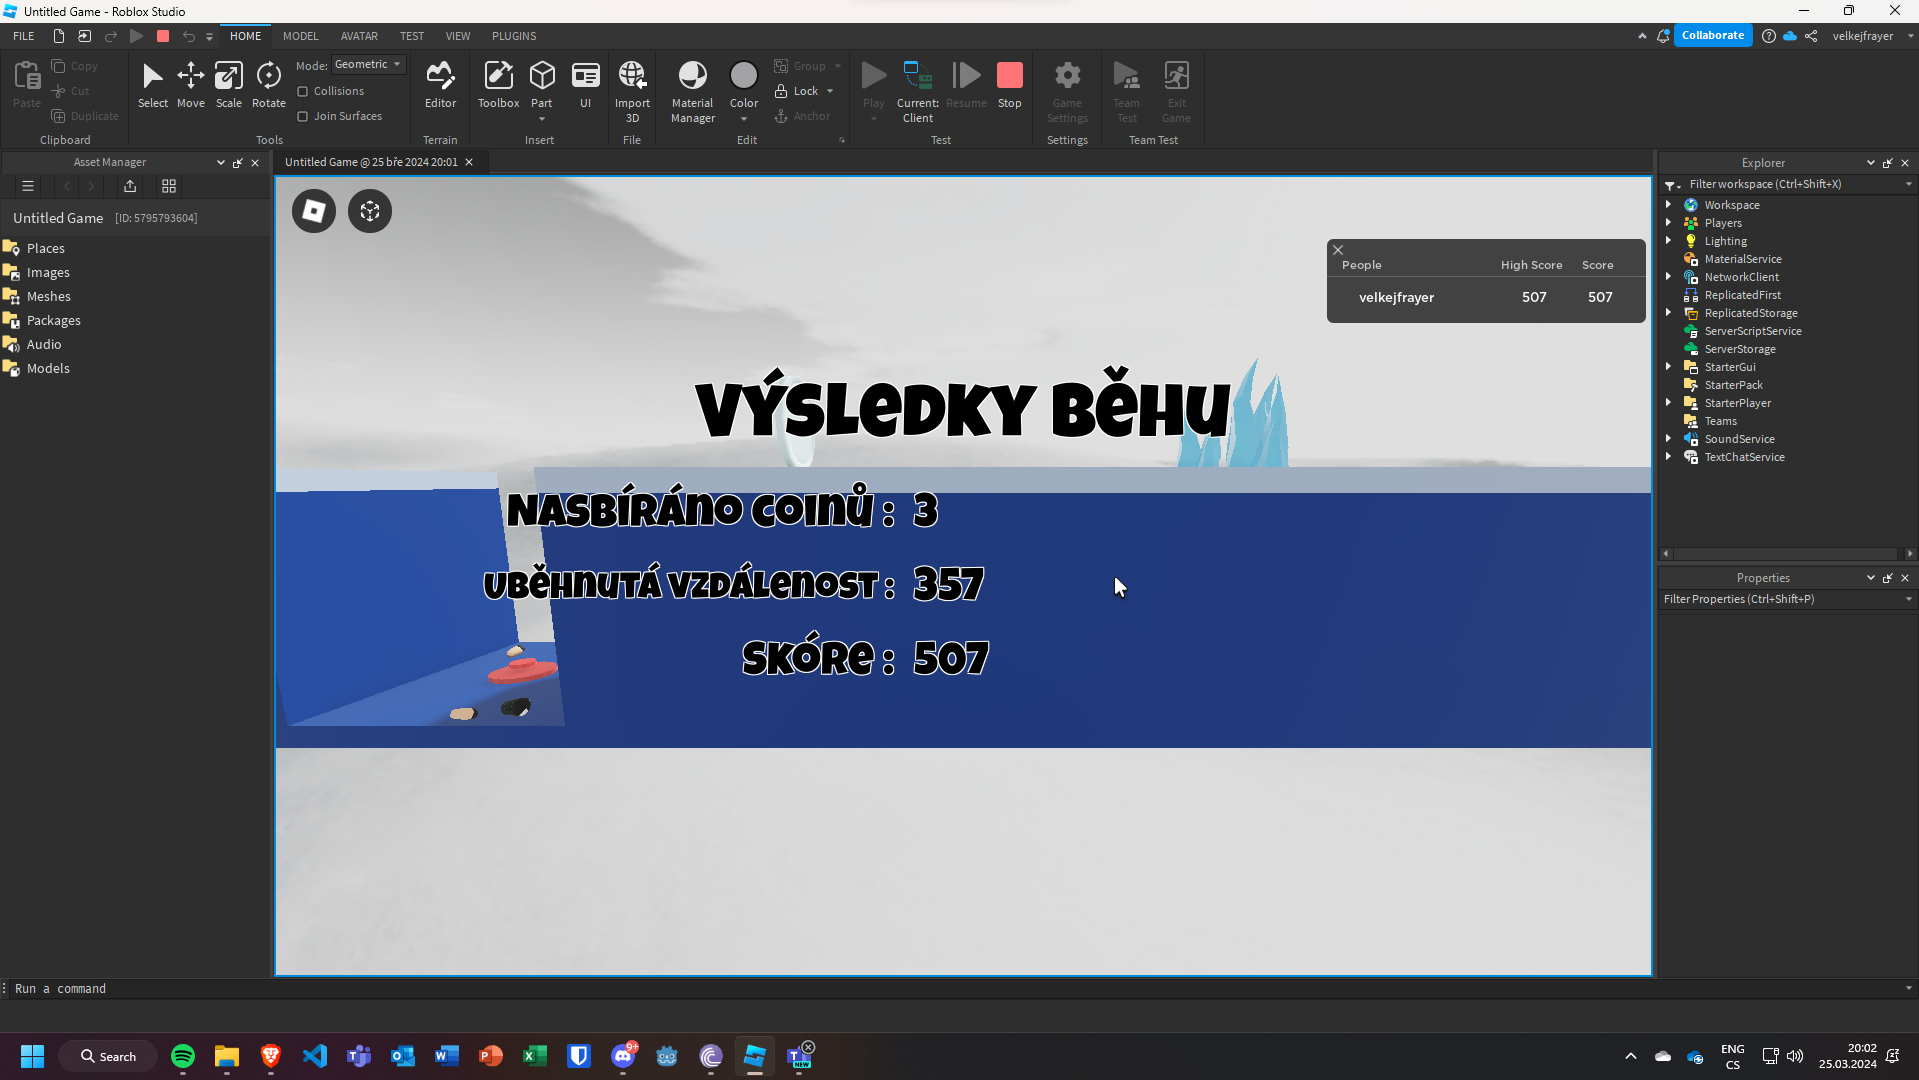 Untitled Game - Roblox Studio
FILE HOME MODEL AVATAR TEST VIEW PLUGINS Collaborate velkejfrayer
Paste Copy Cut Duplicate
Clipboard
Select Move Scale Rotate
Mode: Geometric
Collisions
Join Surfaces
Tools
Editor
Terrain
Toolbox Part UI
Insert
Import 3D
File
Material Manager Color
Group Lock Anchor
Edit
Play Current: Client Resume Stop
Test
Game Settings
Settings
Team Test Exit Game
Team Test
Asset Manager
Untitled Game [ID: 5795793604]
Places
Images
Meshes
Packages
Audio
Models
Untitled Game @ 25 bře 2024 20:01
People High Score Score
velkejfrayer 507 507
Výsledky běhu
Nasbíráno coinů : 3
Uběhnutá vzdálenost : 357
Skóre : 507
Explorer
Filter workspace (Ctrl+Shift+X)
Workspace
Players
Lighting
MaterialService
NetworkClient
ReplicatedFirst
ReplicatedStorage
ServerScriptService
ServerStorage
StarterGui
StarterPack
StarterPlayer
Teams
SoundService
TextChatService
Properties
Filter Properties (Ctrl+Shift+P)
Run a command
Search
9+
NEW
ENG
CS
20:02
25.03.2024